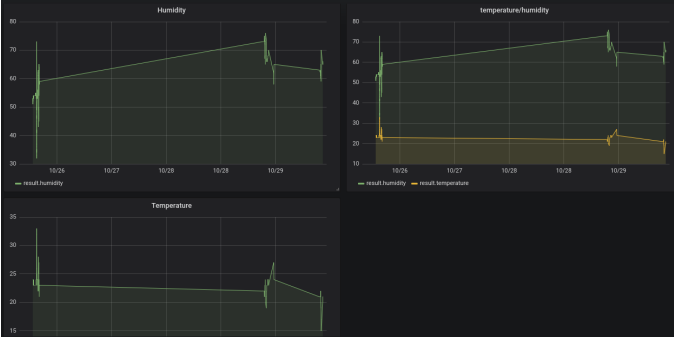 Humidity
80
70
60
50
40
30
10/26 10/27 10/28 10/28 10/29
result.humidity
temperature/humidity
80
70
60
50
40
30
20
10
10/26 10/27 10/28 10/28 10/29
result.humidity result.temperature
Temperature
35
30
25
20
15